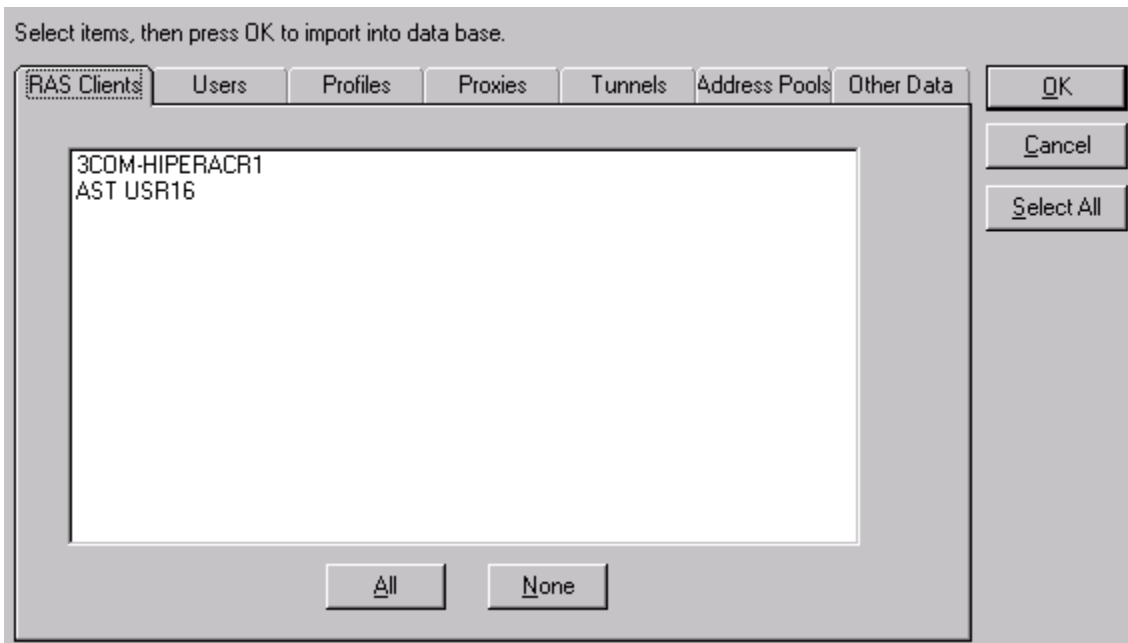 Select items, then press OK to import into data base.
RAS Clients Users Profiles Proxies Tunnels Address Pools Other Data
OK
Cancel
Select All
3COM-HIPERACR1
AST USR16
All None